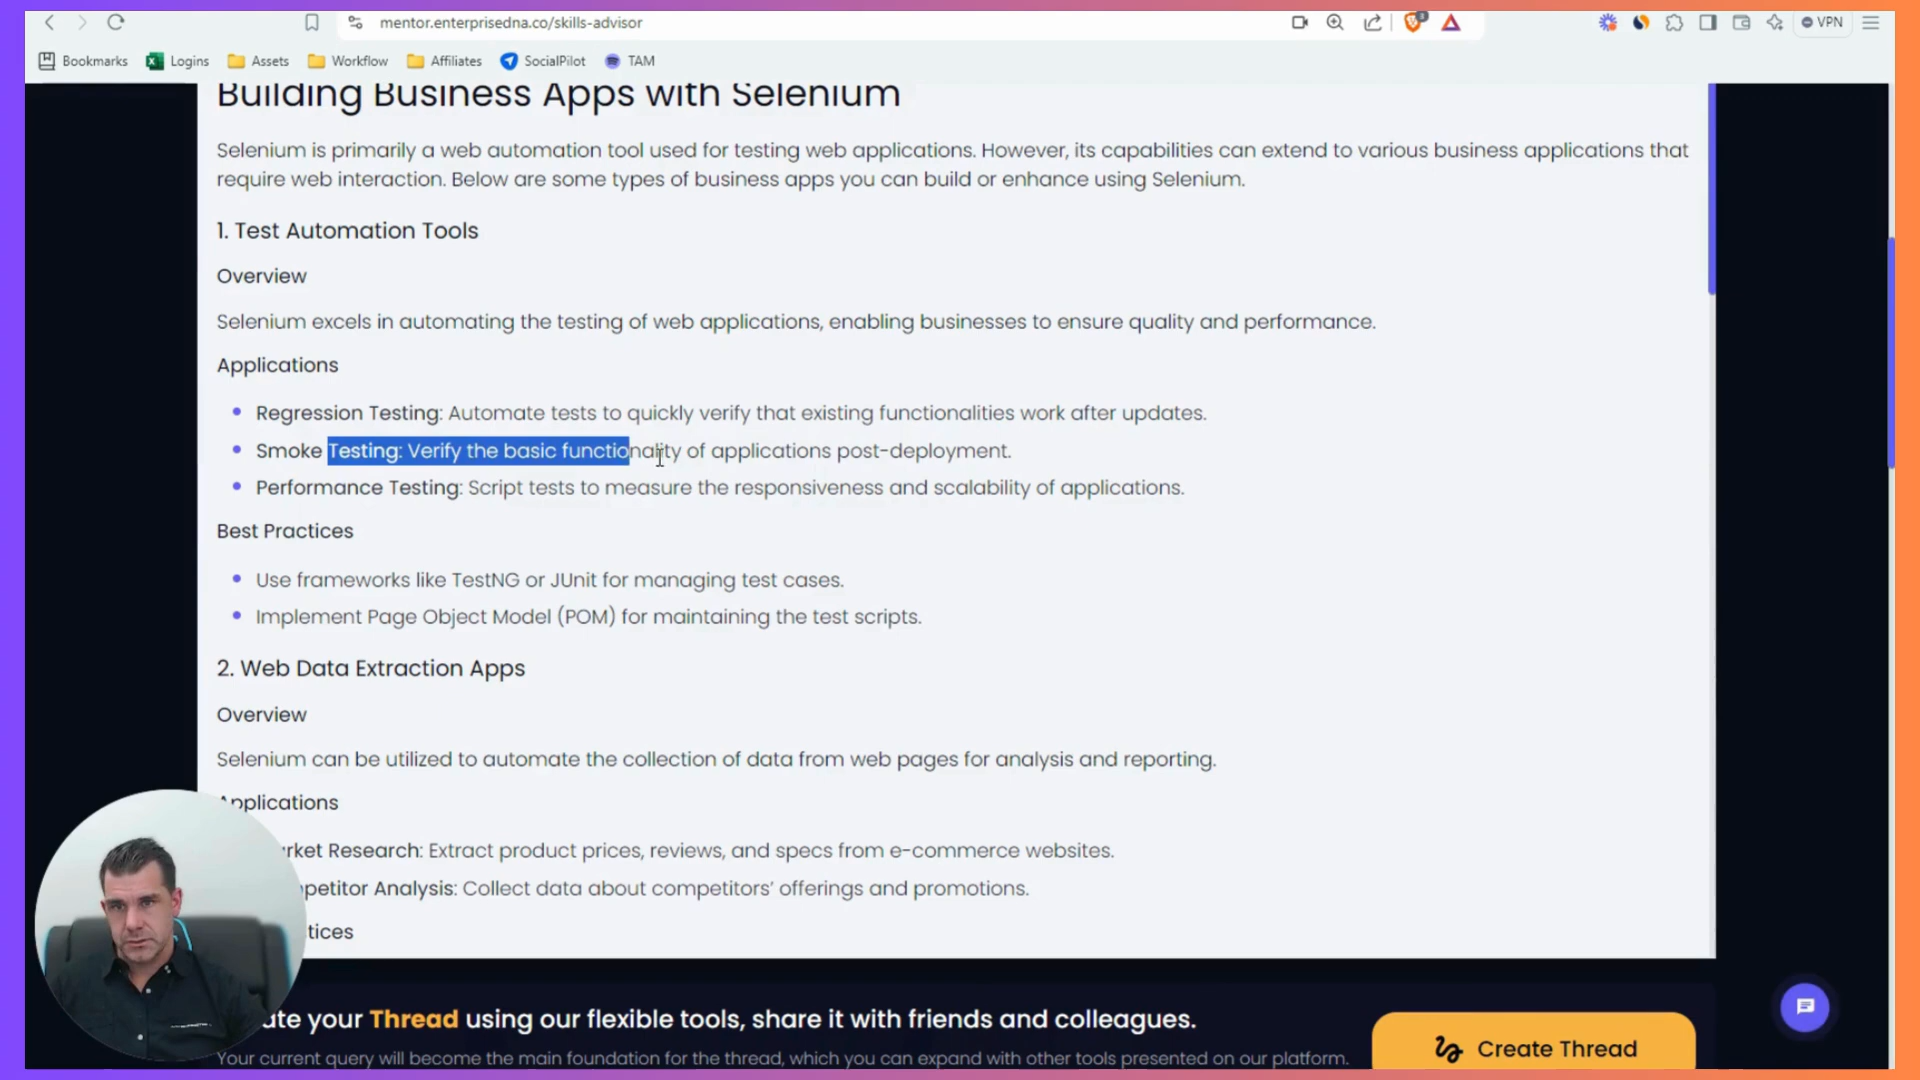 mentor.enterprisedna.co/skills-advisor
VPN
Bookmarks Logins Assets Workflow Affiliates SocialPilot TAM
Building Business Apps with Selenium
Selenium is primarily a web automation tool used for testing web applications. However, its capabilities can extend to various business applications that
require web interaction. Below are some types of business apps you can build or enhance using Selenium.
1. Test Automation Tools
Overview
Selenium excels in automating the testing of web applications, enabling businesses to ensure quality and performance.
Applications
Regression Testing: Automate tests to quickly verify that existing functionalities work after updates.
Smoke Testing: Verify the basic functionality of applications post-deployment.
Performance Testing: Script tests to measure the responsiveness and scalability of applications.
Best Practices
Use frameworks like TestNG or JUnit for managing test cases.
Implement Page Object Model (POM) for maintaining the test scripts.
2. Web Data Extraction Apps
Overview
Selenium can be utilized to automate the collection of data from web pages for analysis and reporting.
Applications
rket Research: Extract product prices, reviews, and specs from e-commerce websites.
petitor Analysis: Collect data about competitors' offerings and promotions.
tices
ate your Thread using our flexible tools, share it with friends and colleagues.
Your current query will become the main foundation for the thread, which you can expand with other tools presented on our platform.
Create Thread